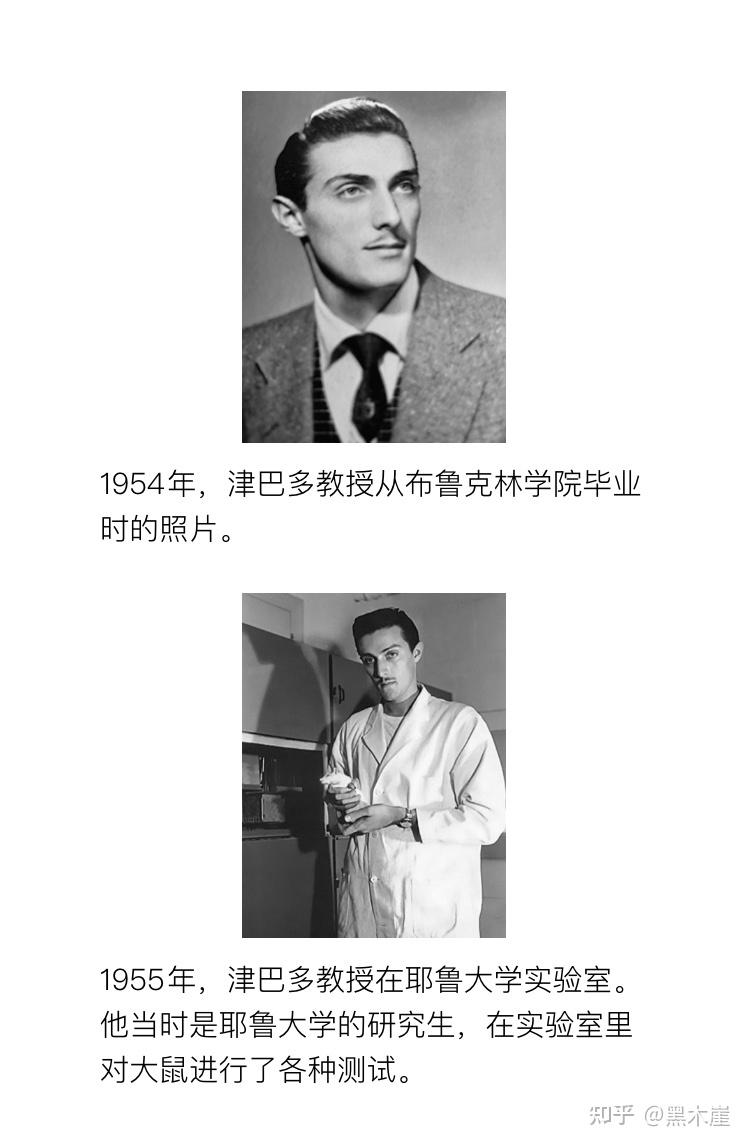 1954年，津巴多教授从布鲁克林学院毕业
时的照片。
1955年，津巴多教授在耶鲁大学实验室。
他当时是耶鲁大学的研究生，在实验室里
对大鼠进行了各种测试。
知乎 @黑木崖